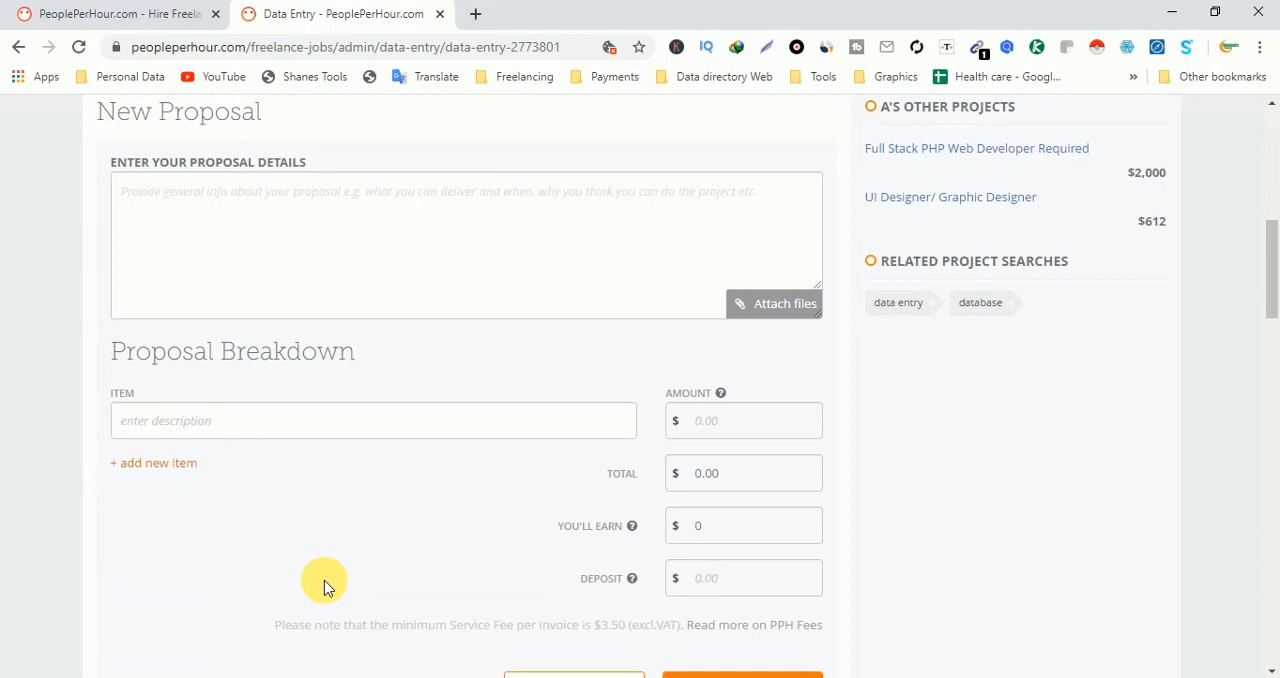 PeoplePerHour.com - Hire Freela
Data Entry - PeoplePerHour.com
peopleperhour.com/freelance-jobs/admin/data-entry/data-entry-2773801
IQ
-T-
1
Apps
Personal Data
YouTube
Shanes Tools
Translate
Freelancing
Payments
Data directory Web
Tools
Graphics
Health care - Googl...
»
Other bookmarks
New Proposal
ENTER YOUR PROPOSAL DETAILS
Provide general info about your proposal e.g. what you can deliver and when, why you think you can do the project etc.
Attach files
Proposal Breakdown
ITEM
AMOUNT ?
enter description
$ 0.00
+ add new item
TOTAL
$ 0.00
YOU'LL EARN ?
$ 0
DEPOSIT ?
$ 0.00
Please note that the minimum Service Fee per invoice is $3.50 (excl.VAT). Read more on PPH Fees
A'S OTHER PROJECTS
Full Stack PHP Web Developer Required
$2,000
UI Designer/ Graphic Designer
$612
RELATED PROJECT SEARCHES
data entry
database